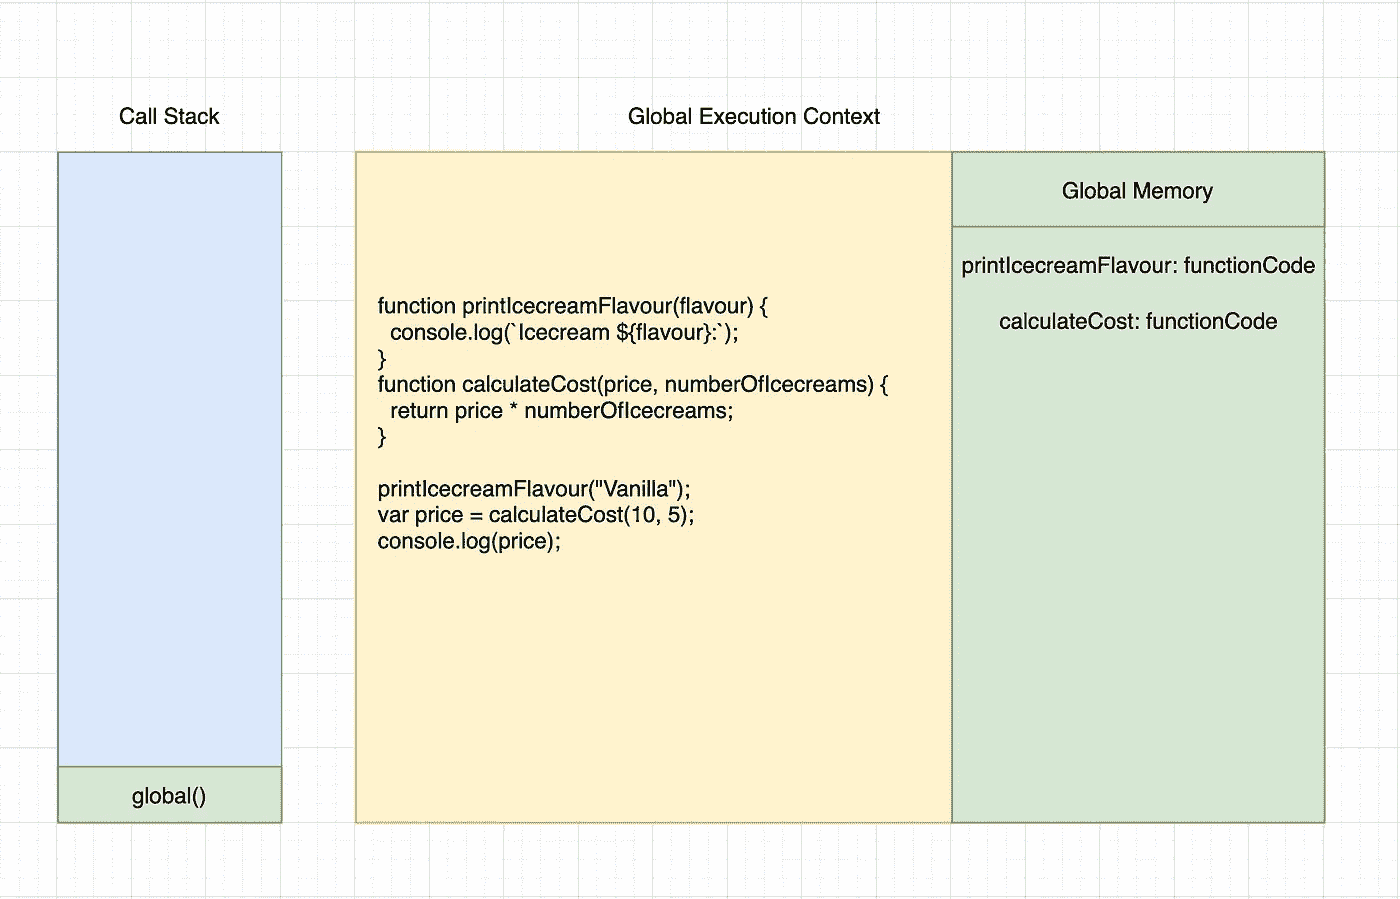 Call Stack
Global Execution Context
Global Memory
printIcecreamFlavour: functionCode
calculateCost: functionCode
function printIcecreamFlavour(flavour) {
console.log(`Icecream ${flavour}:`);
}
function calculateCost(price, numberOfIcecreams) {
return price * numberOfIcecreams;
}
printIcecreamFlavour("Vanilla");
var price = calculateCost(10, 5);
console.log(price);
global()